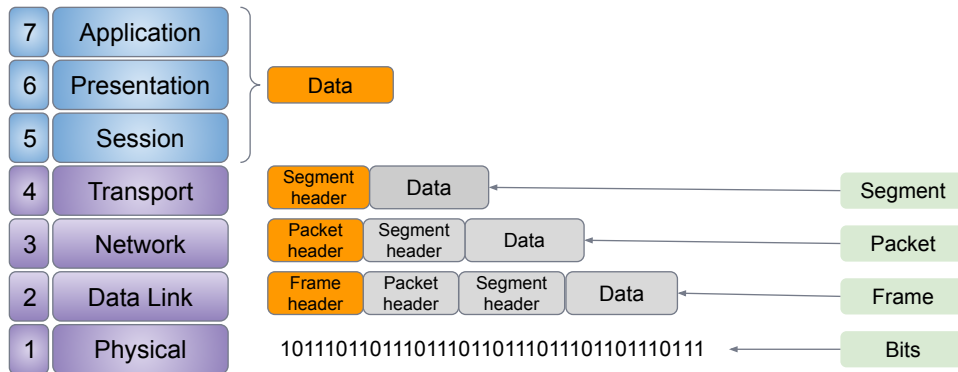 7 Application
6 Presentation
Data
5 Session
4 Transport
Segment
header
Data
Segment
3 Network
Packet
header
Segment
header
Data
Packet
2 Data Link
Frame
header
Packet
header
Segment
header
Data
Frame
1 Physical
10111011011101110110111011101101110111
Bits